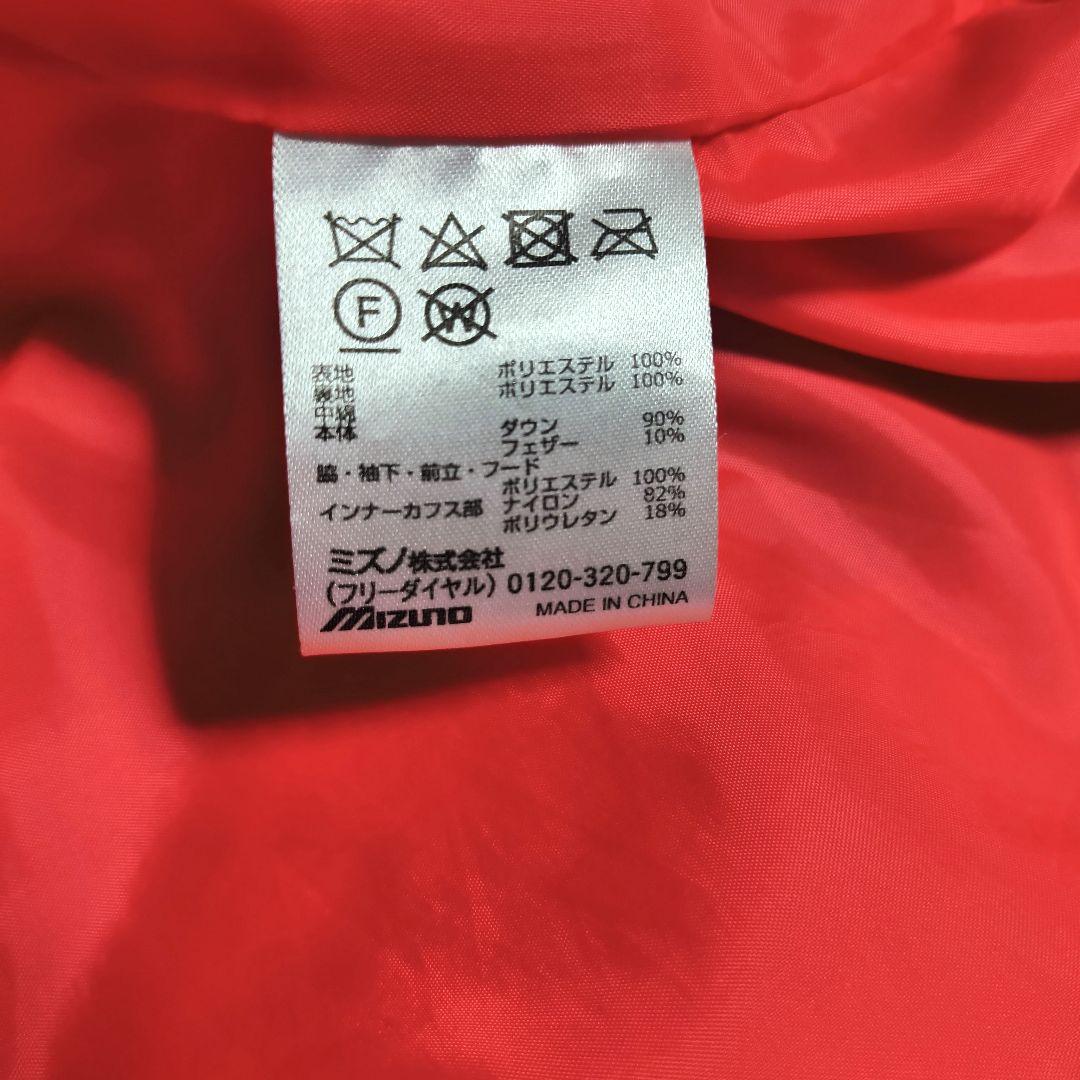 F
W
表地 ポリエステル 100%
裏地 ポリエステル 100%
中綿
本体 ダウン 90%
フェザー 10%
脇・袖下・前立・フード
ポリエステル 100%
インナーカフス部 ナイロン 82%
ポリウレタン 18%
ミズノ株式会社
(フリーダイヤル) 0120-320-799
MIZUNO MADE IN CHINA